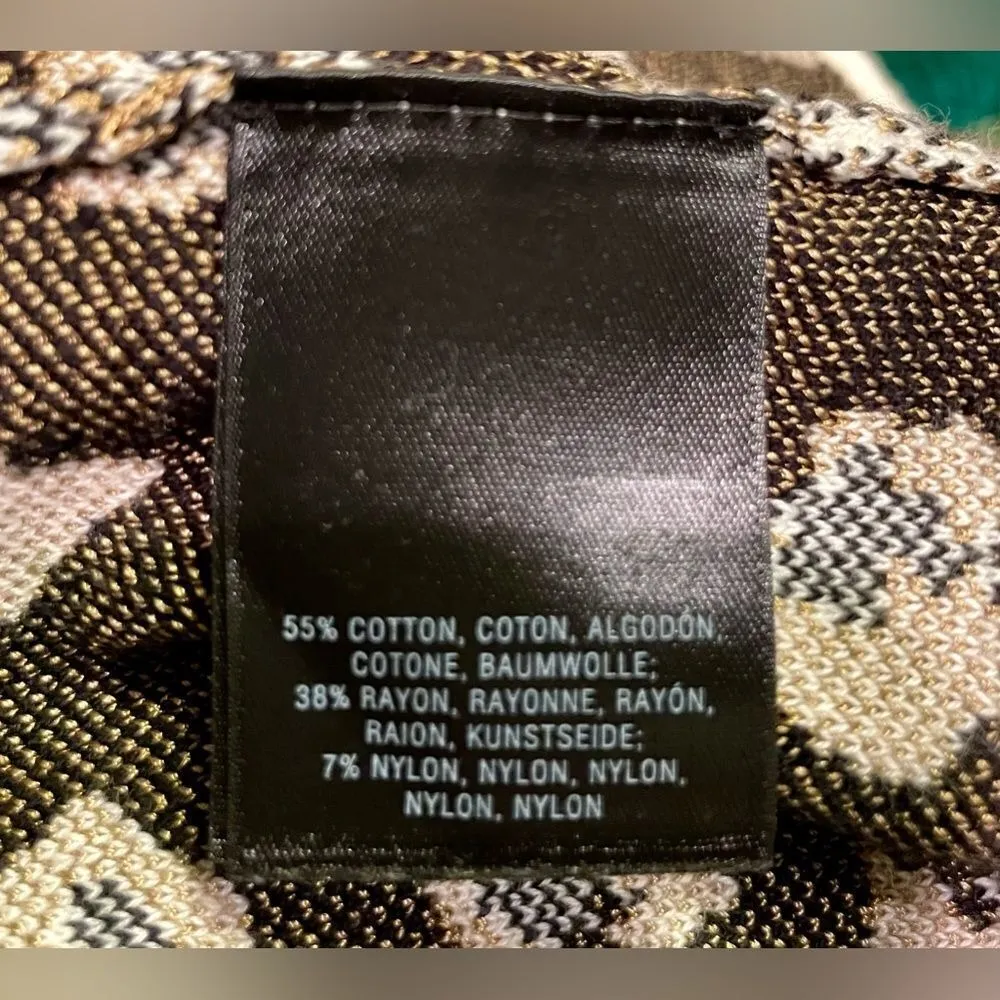 55% COTTON, COTON, ALGODÓN,
COTONE, BAUMWOLLE;
38% RAYON, RAYONNE, RAYÓN,
RAION, KUNSTSEIDE;
7% NYLON, NYLON, NYLON,
NYLON, NYLON